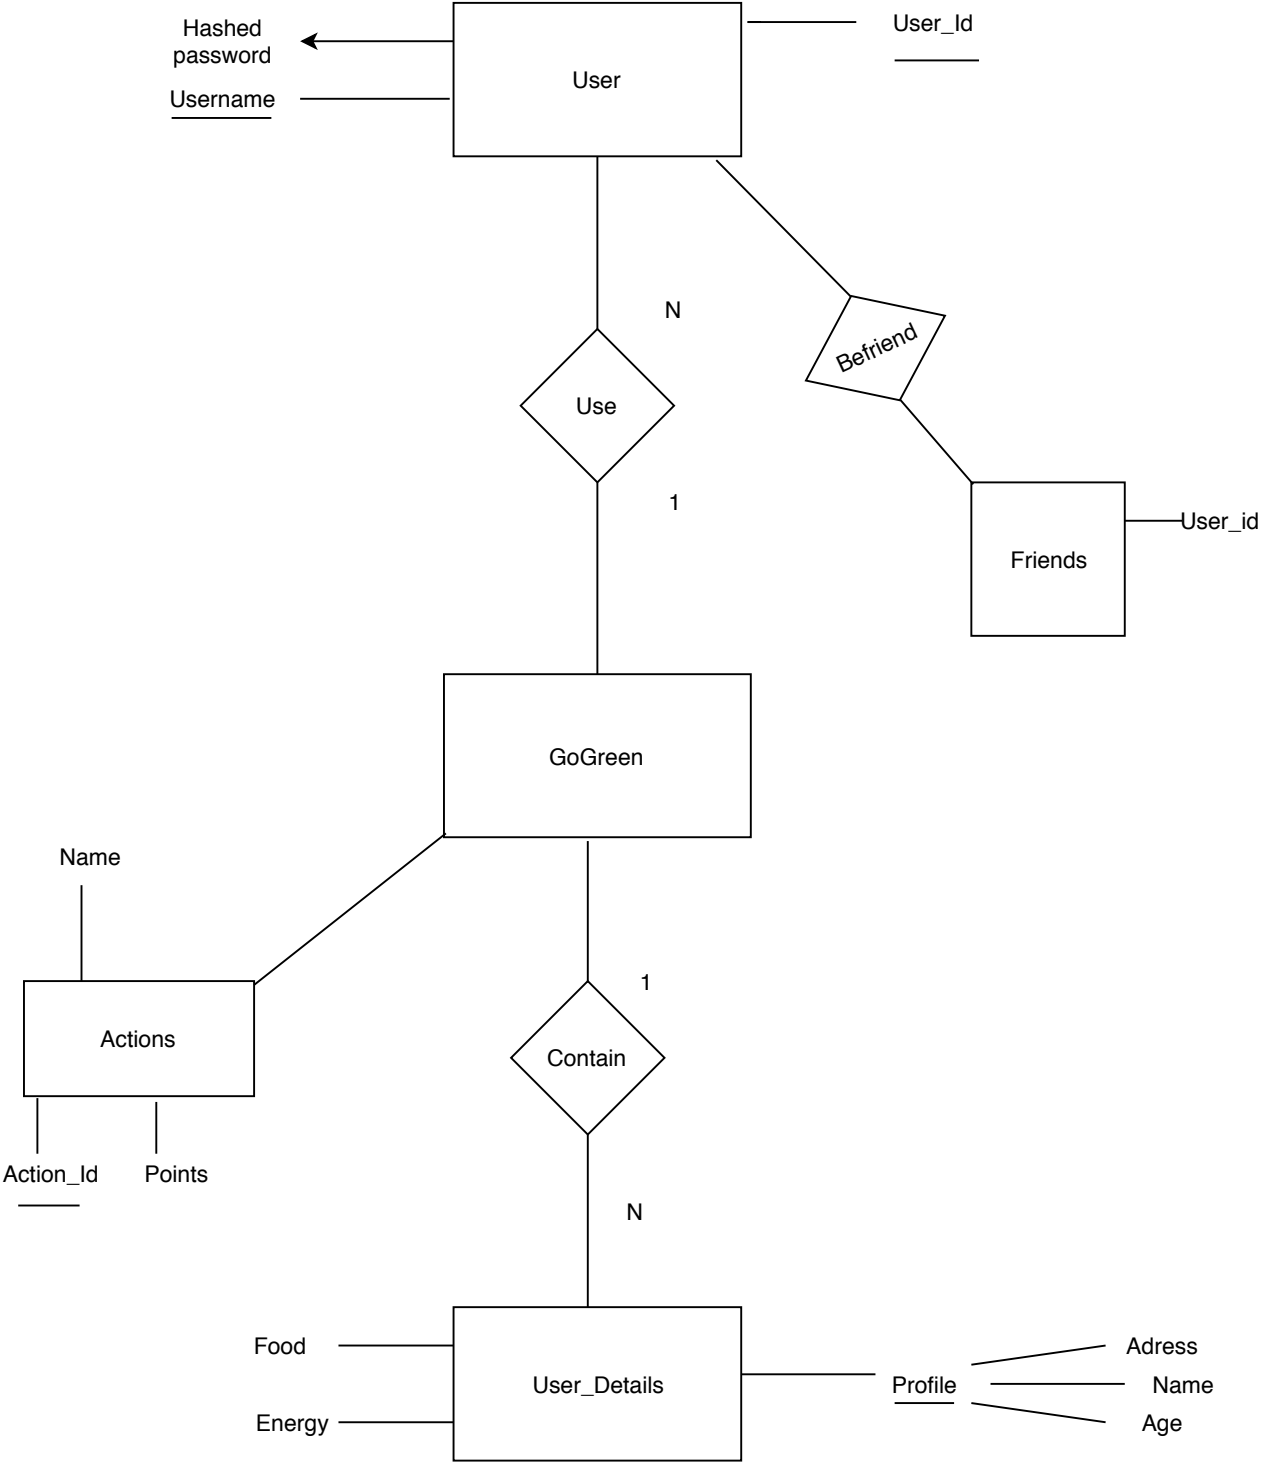 Hashed
password
User_Id
User
Username
N
Befriend
Use
1
User_id
Friends
GoGreen
Name
1
Actions
Contain
Action_Id
Points
N
Food
Adress
User_Details
Profile
Name
Energy
Age